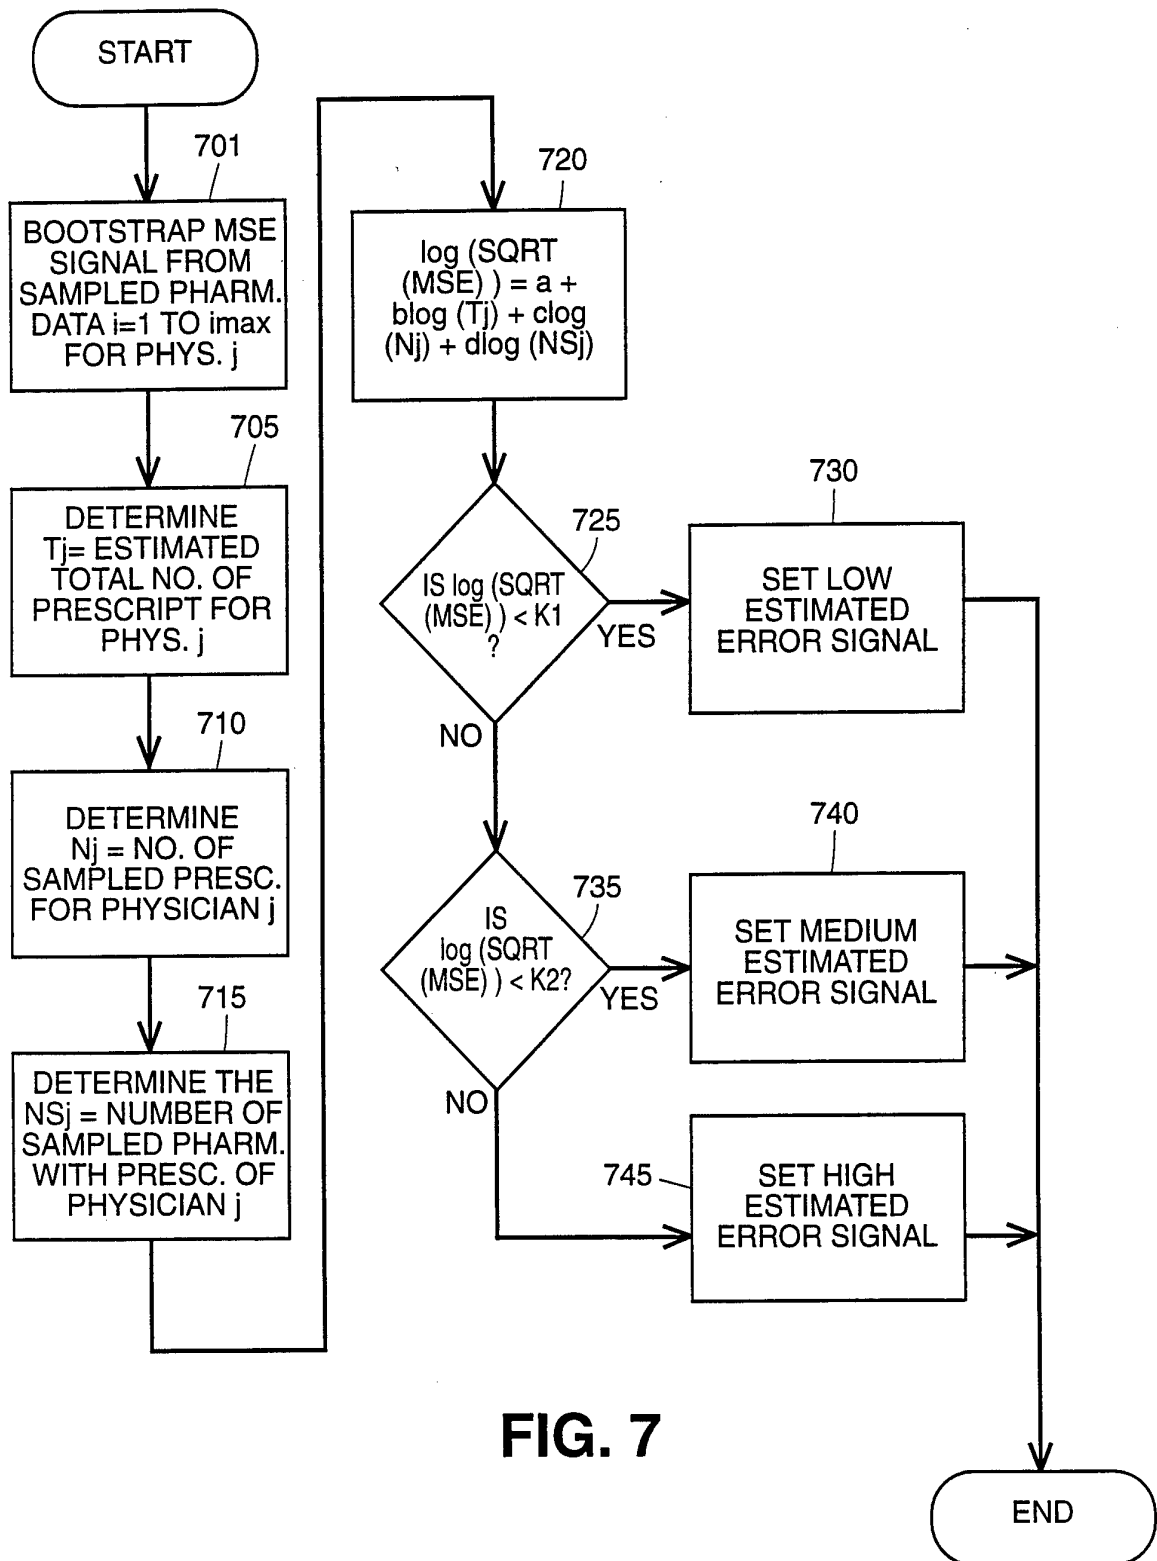 START
701
BOOTSTRAP MSE
SIGNAL FROM
SAMPLED PHARM.
DATA i=1 TO imax
FOR PHYS. j
705
DETERMINE
Tj= ESTIMATED
TOTAL NO. OF
PRESCRIPT FOR
PHYS. j
710
DETERMINE
Nj = NO. OF
SAMPLED PRESC.
FOR PHYSICIAN j
715
DETERMINE THE
NSj = NUMBER OF
SAMPLED PHARM.
WITH PRESC. OF
PHYSICIAN j
720
log (SQRT
(MSE) ) = a +
blog (Tj) + clog
(Nj) + dlog (NSj)
725
IS log (SQRT
(MSE) ) < K1
?
YES
NO
730
SET LOW
ESTIMATED
ERROR SIGNAL
735
IS
log (SQRT
(MSE) ) < K2?
YES
NO
740
SET MEDIUM
ESTIMATED
ERROR SIGNAL
745
SET HIGH
ESTIMATED
ERROR SIGNAL
FIG. 7
END